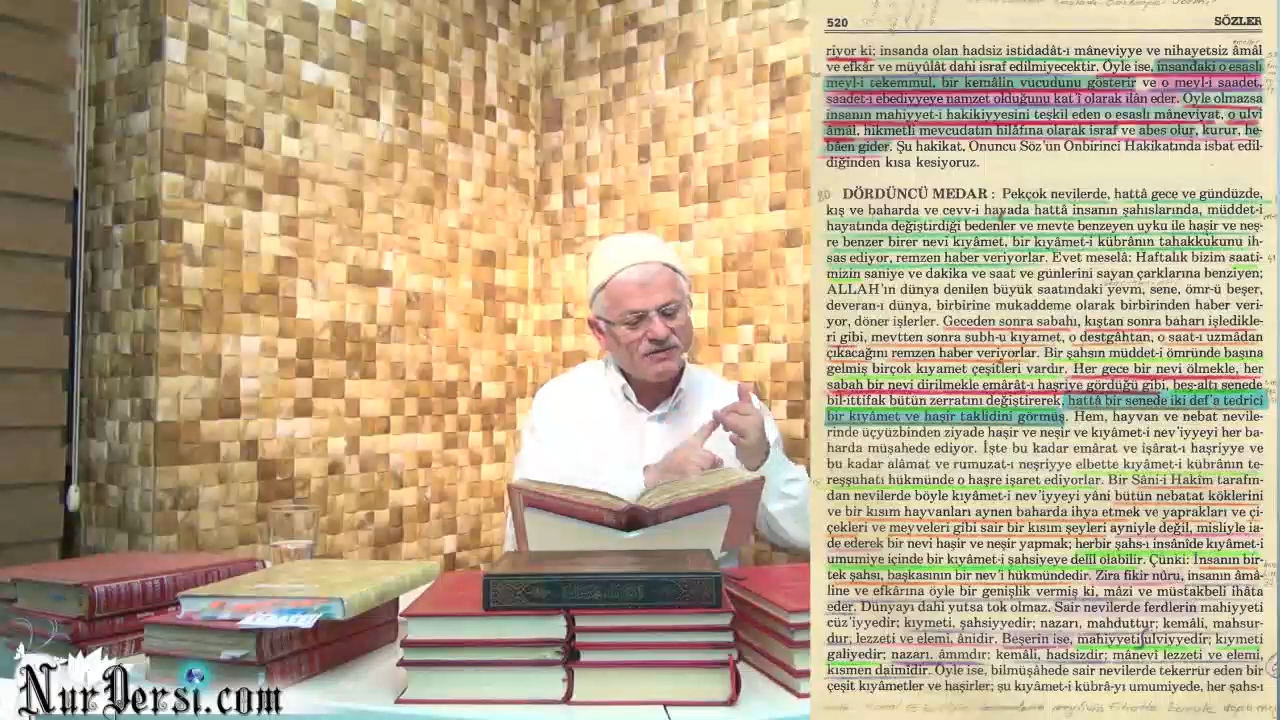 520 SÖZLER
riyor ki; insanda olan hadsiz istidadât-ı mâneviyye ve nihayetsiz âmâl
ve efkâr ve müyûlât dahi israf edilmiyecektir. Öyle ise, insandaki o esaslı
meyl-i tekemmül, bir kemâlin vücudunu gösterir ve o meyl-i saadet,
saadet-i ebediyyeye namzet olduğunu kat'i olarak ilân eder. Öyle olmazsa
insanın mahiyyet-i hakikiyyesini teşkil eden o esaslı mâneviyat, o ulvî
âmâl, hikmetli mevcudatın hilâfına olarak israf ve abes olur, kurur, he-
bâen gider. Şu hakikat, Onuncu Söz'ün Onbirinci Hakikatında isbat edil-
diğinden kısa kesiyoruz.
DÖRDÜNCÜ MEDAR : Pekçok nevilerde, hattâ gece ve gündüzde,
kış ve baharda ve cevv-i havada hattâ insanın şahıslarında, müddet-i
hayatında değiştirdiği bedenler ve mevte benzeyen uyku ile haşir ve neş-
re benzer birer nevi kıyâmet, bir kıyâmet-i kübrânın tahakkukunu ih-
sas ediyor, remzen haber veriyorlar. Evet meselâ: Haftalık bizim saati-
mizin saniye ve dakika ve saat ve günlerini sayan çarklarına benziyen;
ALLAH'ın dünya denilen büyük saatındaki yevm, sene, ömr-ü beşer,
deveran-ı dünya, birbirine mukaddeme olarak birbirinden haber veri-
yor, döner işlerler. Geceden sonra sabahı, kıştan sonra baharı işledikle-
ri gibi, mevtten sonra subh-u kıyamet, o destgâhtan, o saat-ı uzmâdan
çıkacağını remzen haber veriyorlar. Bir şahsın müddet-i ömründe başına
gelmiş birçok kıyamet çeşitleri vardır. Her gece bir nevi ölmekle, her
sabah bir nevi dirilmekle emârât-ı haşriye gördüğü gibi, beş-altı senede
bil-ittifak bütün zerratını değiştirerek, hattâ bir senede iki def'a tedrici
bir kıyâmet ve haşir taklidini görmüş. Hem, hayvan ve nebat nevile-
rinde üçyüzbinden ziyade haşir ve neşir ve kıyâmet-i nev'iyyeyi her ba-
harda müşahede ediyor. İşte bu kadar emârat ve işârat-ı haşriyye ve
bu kadar alâmat ve rumuzat-ı neşriyye elbette kıyâmet-i kübrânın te-
reşşuhatı hükmünde o haşre işaret ediyorlar. Bir Sâni-i Hakîm tarafın-
dan nevilerde böyle kıyâmet-i nev'iyyeyi yâni bütün nebatat köklerini
ve bir kısım hayvanları aynen baharda ihya etmek ve yaprakları ve çi-
çekleri ve meyveleri gibi sair bir kısım şeyleri ayniyle değil, misliyle ia-
de ederek bir nevi haşir ve neşir yapmak; herbir şahs-ı insânide kıyamet-i
umumiye içinde bir kıyamet-i şahsiyeye delil olabilir. Çünki: İnsanın bir-
tek şahsı, başkasının bir nev'i hükmündedir. Zira fikir nûru, insanın âmâ-
line ve efkârına öyle bir genişlik vermiş ki, mâzi ve müstakbeli ihâta
eder. Dünyayı dahi yutsa tok olmaz. Sair nevilerde ferdlerin mahiyyeti
cüz'iyyedir; kıymeti, şahsiyyedir; nazarı, mahduttur; kemâli, mahsur-
dur; lezzeti ve elemi, ânidir. Beşerin ise, mahiyyeti ulviyyedir; kıymeti
galiyedir; nazarı, âmmdır; kemâli, hadsizdir; mânevî lezzeti ve elemi,
kısmen daimîdir. Öyle ise, bilmüşâhede sair nevilerde tekerrür eden bir
çeşit kıyâmetler ve haşirler; şu kıyamet-i kübrâ-yı umumiyede, her şahs-ı
NurDersi.com